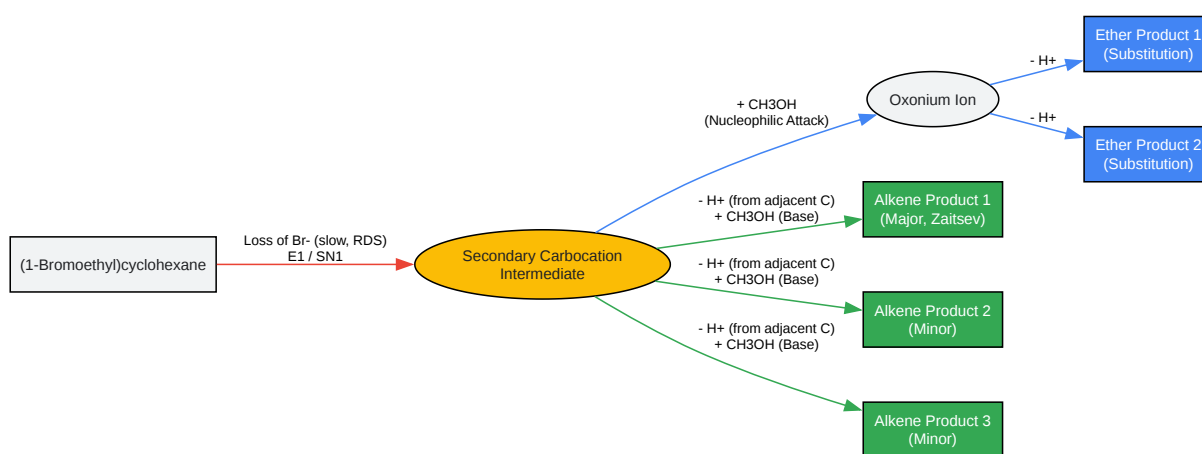 (1-Bromoethyl)cyclohexane
Loss of Br- (slow, RDS)
E1 / SN1
Secondary Carbocation
Intermediate
+ CH3OH
(Nucleophilic Attack)
Oxonium Ion
- H+
Ether Product 1
(Substitution)
- H+
Ether Product 2
(Substitution)
- H+ (from adjacent C)
+ CH3OH (Base)
Alkene Product 1
(Major, Zaitsev)
- H+ (from adjacent C)
+ CH3OH (Base)
Alkene Product 2
(Minor)
- H+ (from adjacent C)
+ CH3OH (Base)
Alkene Product 3
(Minor)